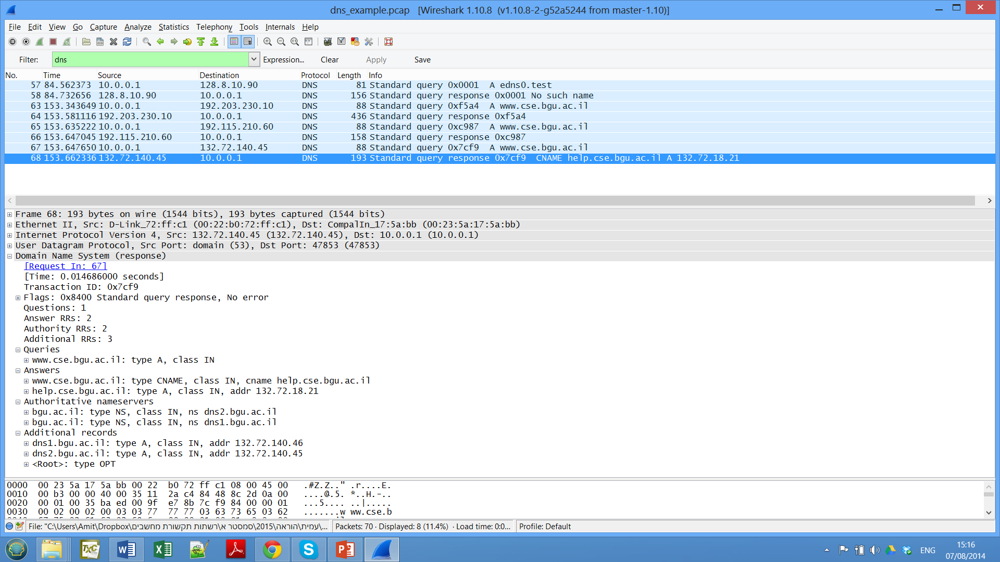 dns_example.pcap [Wireshark 1.10.8 (v1.10.8-2-g52a5244 from master-1.10)]
File Edit View Go Capture Analyze Statistics Telephony Tools Internals Help
Filter: dns Expression... Clear Apply Save
No. Time Source Destination Protocol Length Info
57 84.562373 10.0.0.1 128.8.10.90 DNS 81 Standard query 0x0001 A edns0.test
58 84.732656 128.8.10.90 10.0.0.1 DNS 156 Standard query response 0x0001 No such name
63 153.343649 10.0.0.1 192.203.230.10 DNS 88 Standard query 0xf5a4 A www.cse.bgu.ac.il
64 153.581116 192.203.230.10 10.0.0.1 DNS 436 Standard query response 0xf5a4
65 153.635222 10.0.0.1 192.115.210.60 DNS 88 Standard query 0xc987 A www.cse.bgu.ac.il
66 153.647045 192.115.210.60 10.0.0.1 DNS 158 Standard query response 0xc987
67 153.647650 10.0.0.1 132.72.140.45 DNS 88 Standard query 0x7cf9 A www.cse.bgu.ac.il
68 153.662336 132.72.140.45 10.0.0.1 DNS 193 Standard query response 0x7cf9 CNAME help.cse.bgu.ac.il A 132.72.18.21
Frame 68: 193 bytes on wire (1544 bits), 193 bytes captured (1544 bits)
Ethernet II, Src: D-Link_72:ff:c1 (00:22:b0:72:ff:c1), Dst: CompalIn_17:5a:bb (00:23:5a:17:5a:bb)
Internet Protocol Version 4, Src: 132.72.140.45 (132.72.140.45), Dst: 10.0.0.1 (10.0.0.1)
User Datagram Protocol, Src Port: domain (53), Dst Port: 47853 (47853)
Domain Name System (response)
[Request In: 67]
[Time: 0.014686000 seconds]
Transaction ID: 0x7cf9
Flags: 0x8400 Standard query response, No error
Questions: 1
Answer RRs: 2
Authority RRs: 2
Additional RRs: 3
Queries
www.cse.bgu.ac.il: type A, class IN
Answers
www.cse.bgu.ac.il: type CNAME, class IN, cname help.cse.bgu.ac.il
help.cse.bgu.ac.il: type A, class IN, addr 132.72.18.21
Authoritative nameservers
bgu.ac.il: type NS, class IN, ns dns2.bgu.ac.il
bgu.ac.il: type NS, class IN, ns dns1.bgu.ac.il
Additional records
dns1.bgu.ac.il: type A, class IN, addr 132.72.140.46
dns2.bgu.ac.il: type A, class IN, addr 132.72.140.45
<Root>: type OPT
0000 00 23 5a 17 5a bb 00 22 b0 72 ff c1 08 00 45 00 .#Z.Z.." .r....E.
0010 00 b3 00 00 40 00 35 11 2a c4 84 48 8c 2d 0a 00 ....@.5. *..H.-..
0020 00 01 00 35 ba ed 00 9f e7 8b 7c f9 84 00 00 01 ...5.... ..|.....
0030 00 02 00 02 00 03 03 77 77 77 03 63 73 65 03 62 .......w ww.cse.b
File: "C:\Users\Amit\Dropbox\עמית\הוראה\2015\סמסטר א\רשתות תקשורת מחשבים\... Packets: 70 · Displayed: 8 (11.4%) · Load time: 0:0... Profile: Default
TXC ENG 15:16
07/08/2014